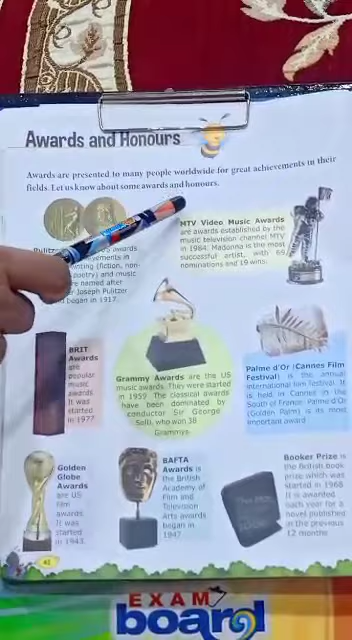 Awards and Honours
Awards are presented to many people worldwide for great achievements in their
fields. Let us know about some awards and honours.
MTV Video Music Awards
are awards established by the
music television channel MTV
in 1984. Madonna is the most
successful artist, with 69
nominations and 19 wins.
Pulitz awards
vements in
writing (fiction, non-
poetry) and music
re named after
r Joseph Pulitzer
began in 1917.
BRIT
Awards
are
popular
music
awards.
It was
started
in 1977
Grammy Awards are the US
music awards. They were started
in 1959. The classical awards
have been dominated by
conductor Sir George
Solti, who won 38
Grammys.
Palme d'Or (Cannes Film
Festival) is the annual
international film festival. It
is held in Cannes in the
South of France. Palme d'Or
(Golden Palm) is its most
important award.
Golden
Globe
Awards
are US
film
awards.
It was
started
in 1943.
BAFTA
Awards is
the British
Academy of
Film and
Television
Arts awards
began in
1947
Booker Prize is
the British book
prize which was
started in 1968.
It is awarded
each year for a
novel published
in the previous
12 months.
42
EXAM
board